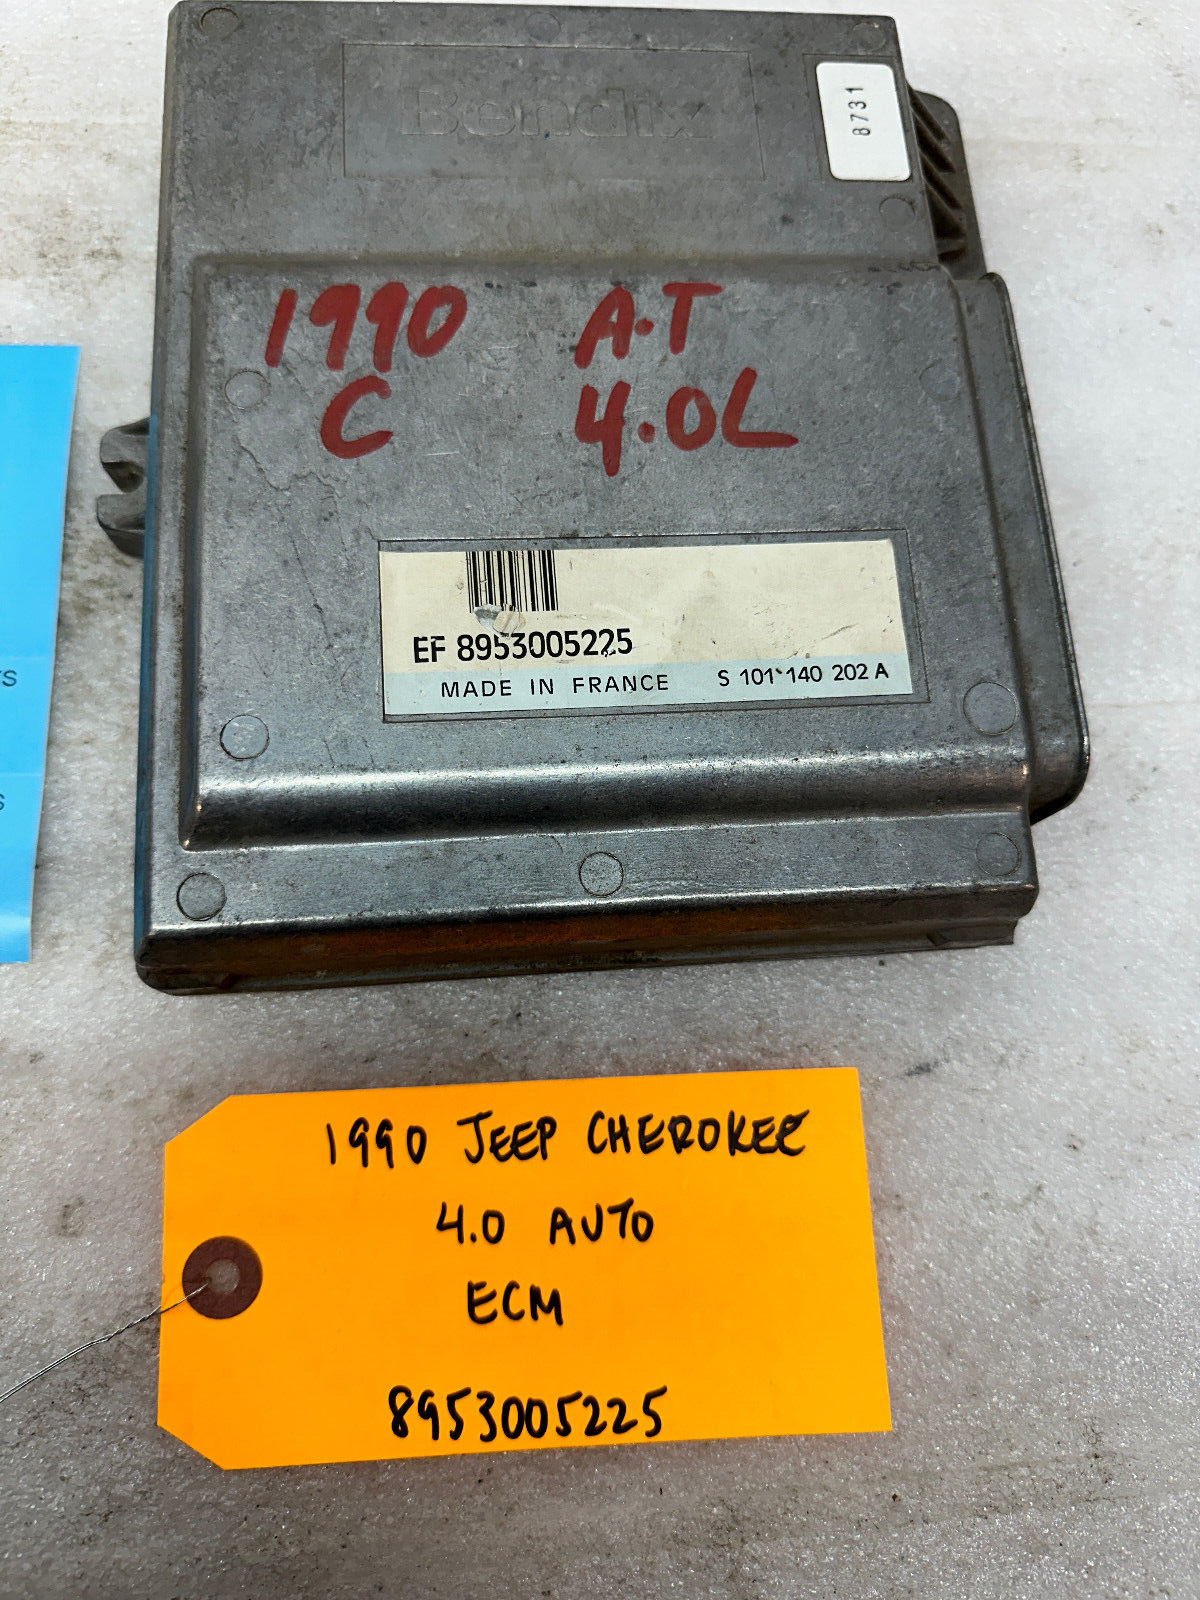 Bendix
8731
1990 A.T
C 4.0L
EF 8953005225
MADE IN FRANCE S 101 140 202 A
1990 JEEP CHEROKEE
4.0 AUTO
ECM
8953005225